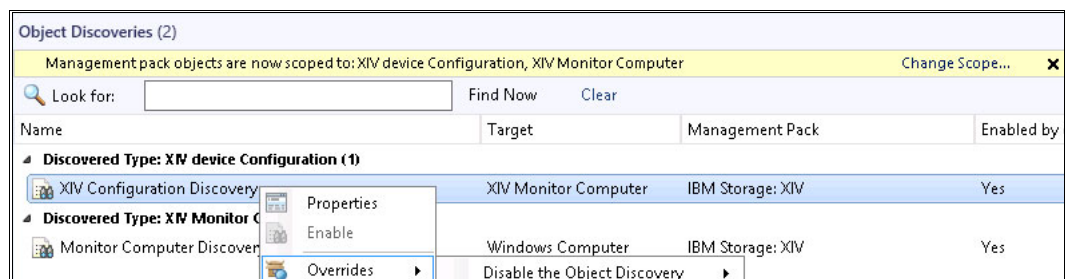 Object Discoveries (2)
Management pack objects are now scoped to: XIV device Configuration, XIV Monitor Computer Change Scope... x
Look for: Find Now Clear
Name Target Management Pack Enabled by
Discovered Type: XIV device Configuration (1)
XIV Configuration Discovery XIV Monitor Computer IBM Storage: XIV Yes
Properties
Discovered Type: XIV Monitor C
Enable
Monitor Computer Discover Windows Computer IBM Storage: XIV Yes
Overrides Disable the Object Discovery